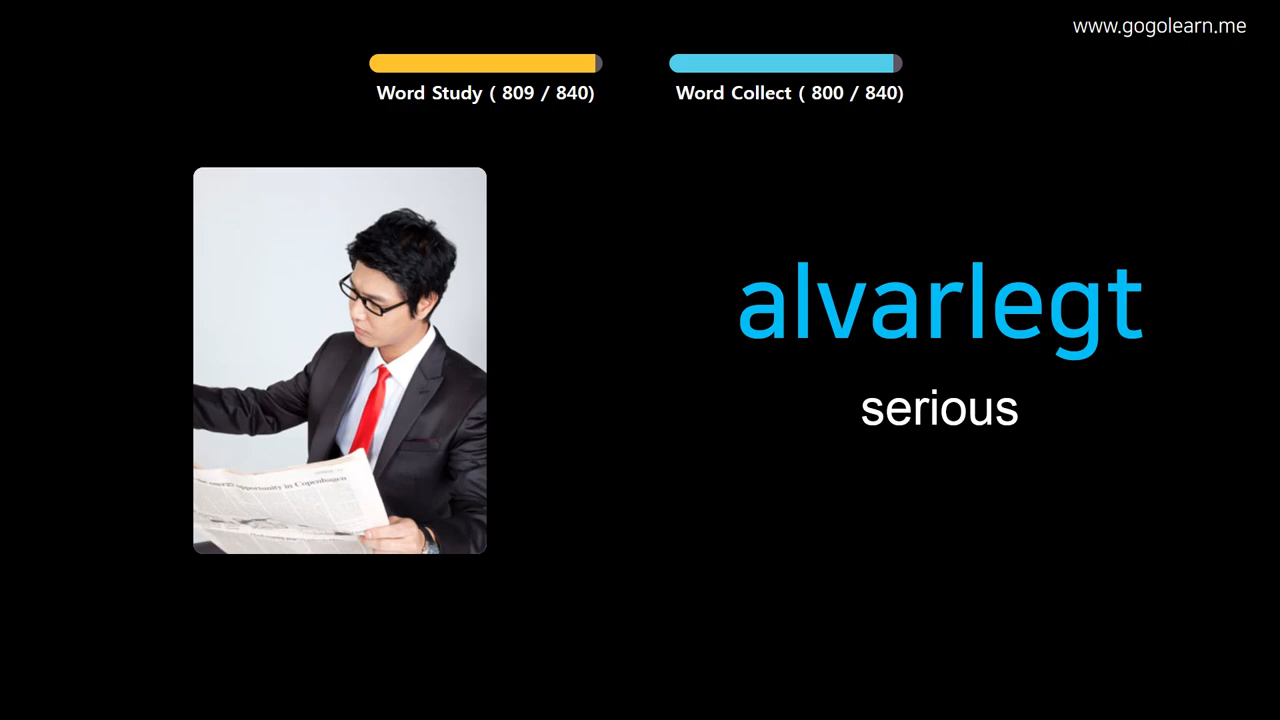 www.gogolearn.me
Word Study ( 809 / 840)
Word Collect ( 800 / 840)
alvarlegt
serious
opportunity in Copenhagen